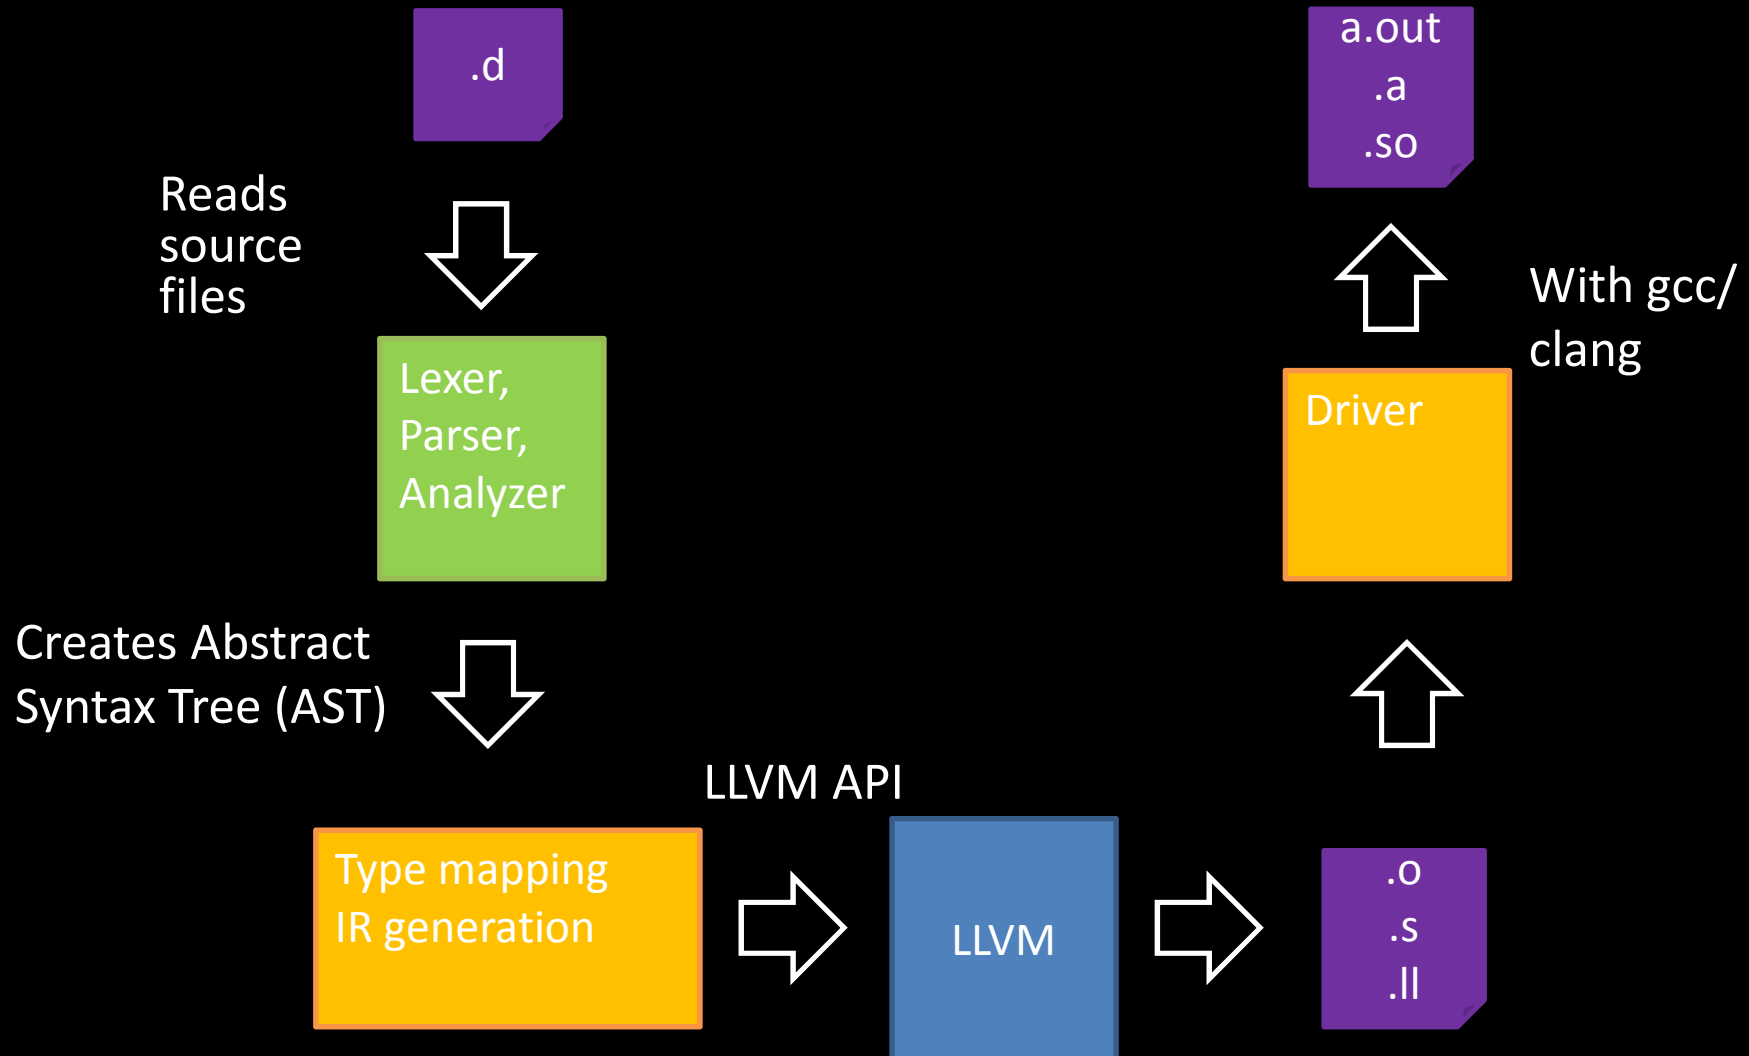 .d
Reads
source
files
Lexer,
Parser,
Analyzer
Creates Abstract
Syntax Tree (AST)
Type mapping
IR generation
LLVM API
LLVM
.o
.s
.ll
Driver
With gcc/
clang
a.out
.a
.so